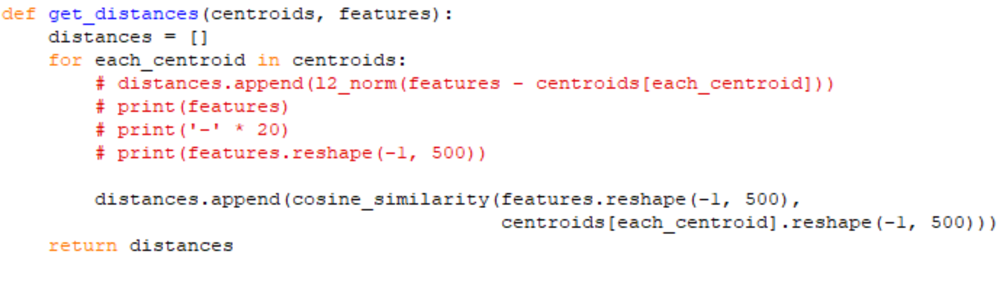 def get_distances(centroids, features):
    distances = []
    for each_centroid in centroids:
        # distances.append(l2_norm(features - centroids[each_centroid]))
        # print(features)
        # print('-' * 20)
        # print(features.reshape(-1, 500))

        distances.append(cosine_similarity(features.reshape(-1, 500),
                                           centroids[each_centroid].reshape(-1, 500)))
    return distances